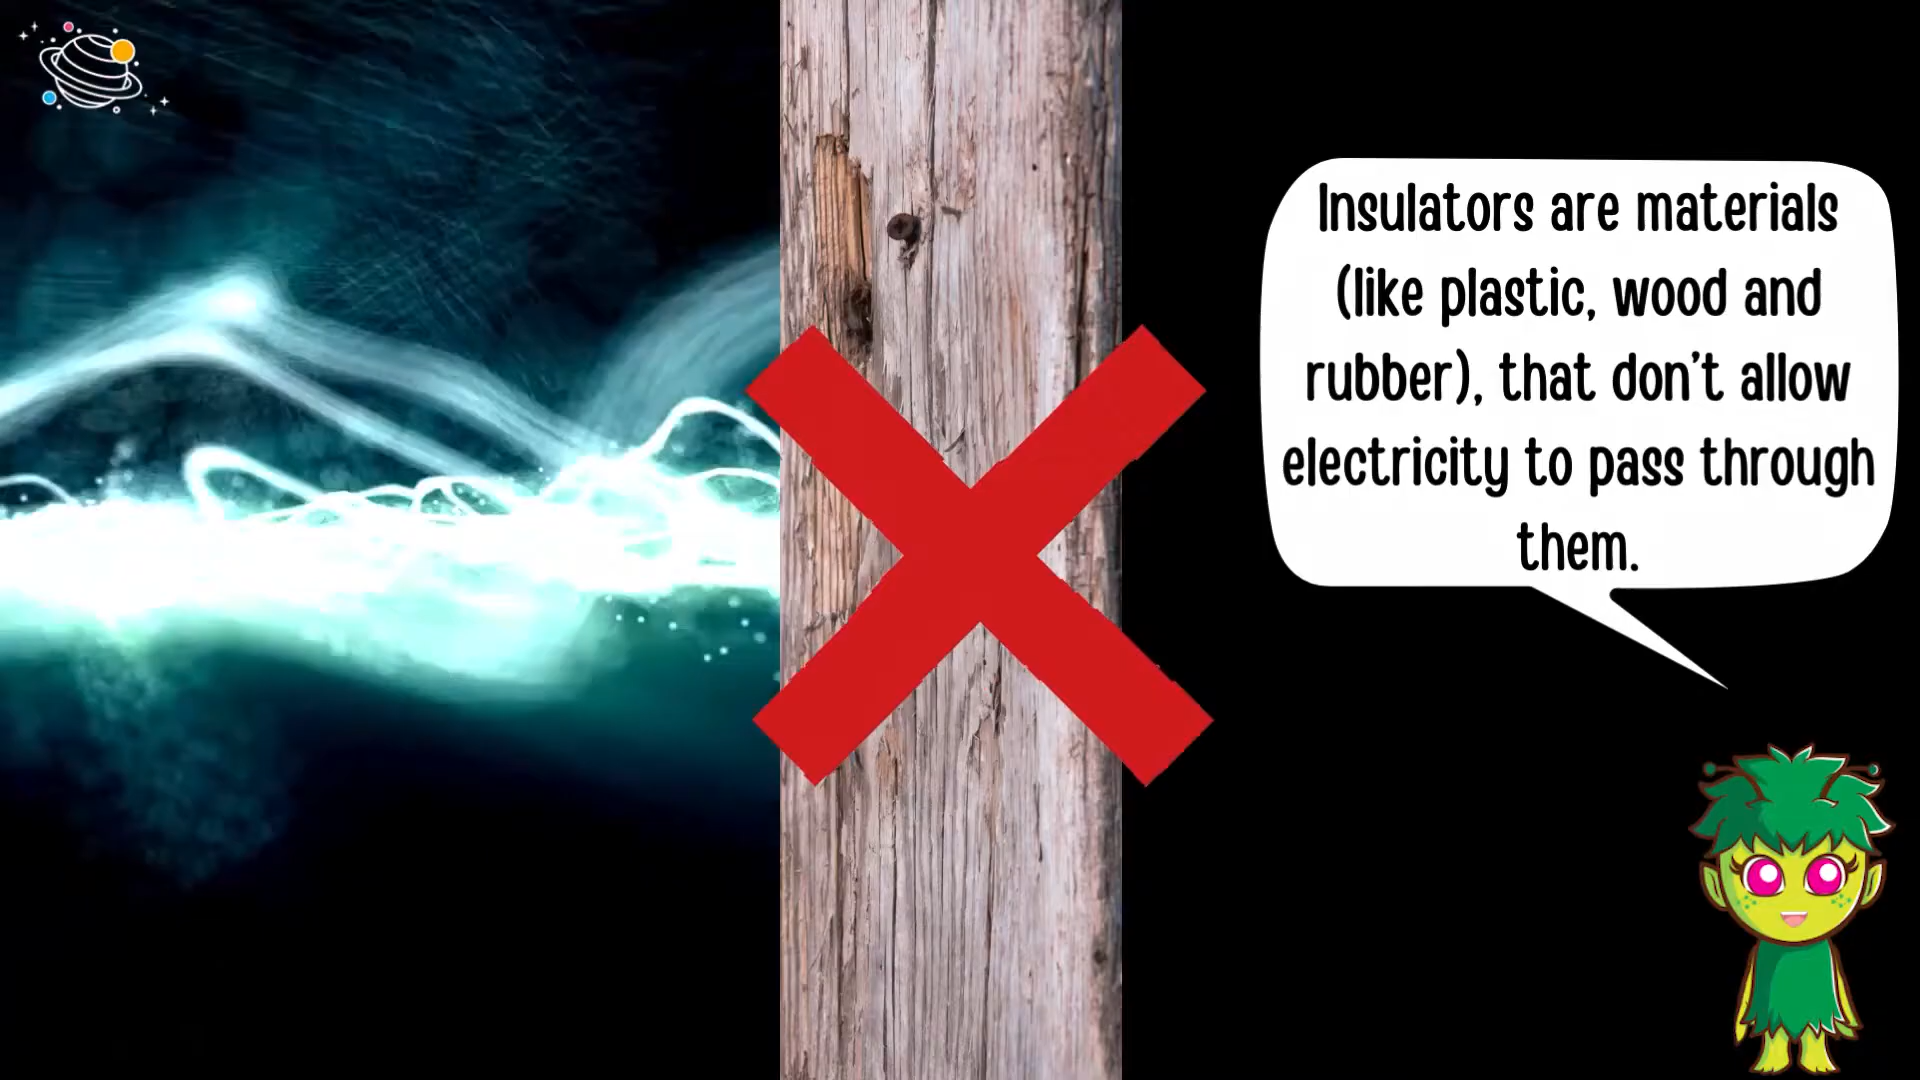 Insulators are materials
(like plastic, wood and
rubber), that don't allow
electricity to pass through
them.